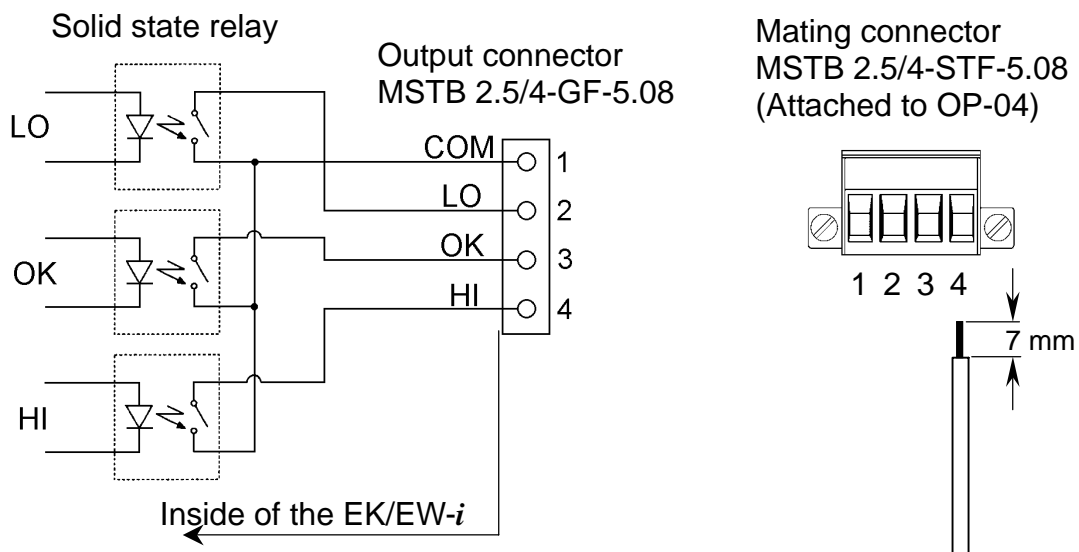 Solid state relay
Output connector
MSTB 2.5/4-GF-5.08
Mating connector
MSTB 2.5/4-STF-5.08
(Attached to OP-04)
LO
OK
HI
COM
1
LO
2
OK
3
HI
4
Inside of the EK/EW-i
1 2 3 4
7 mm